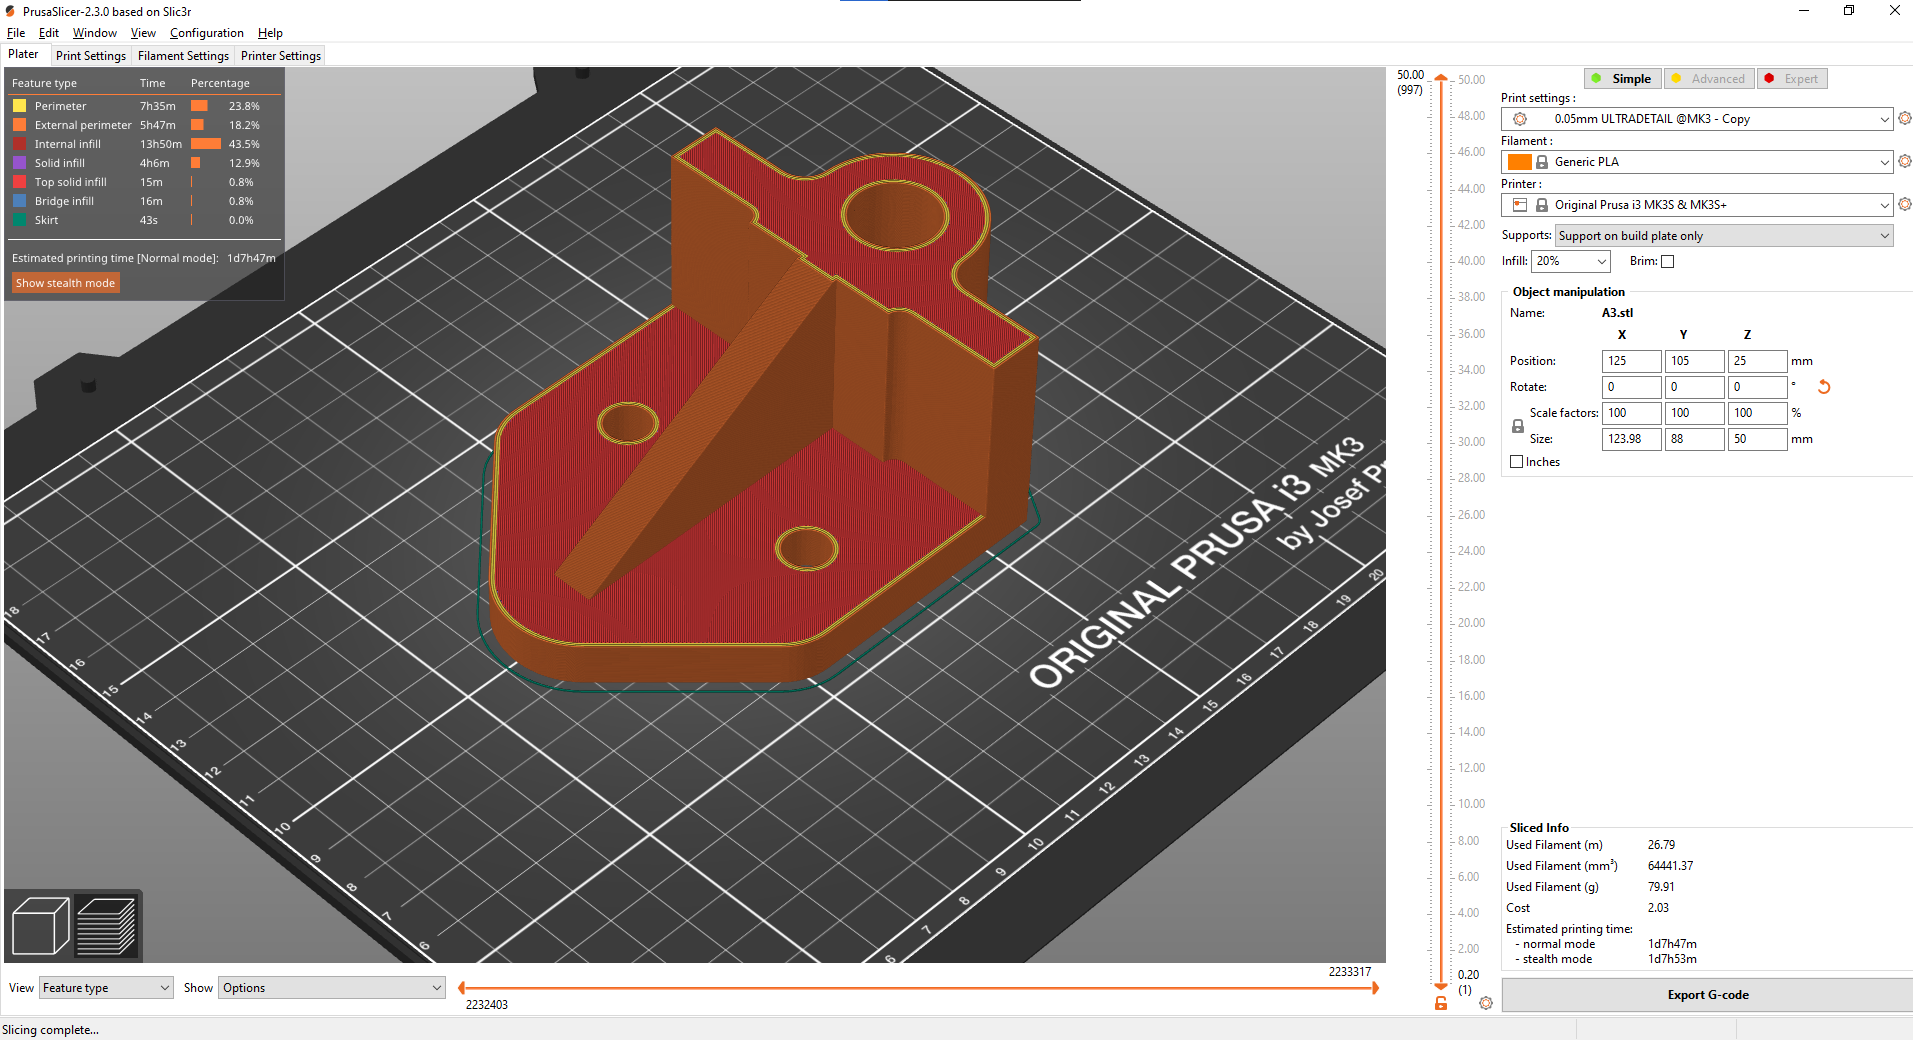 PrusaSlicer-2.3.0 based on Slic3r
File Edit Window View Configuration Help
Plater Print Settings Filament Settings Printer Settings
Feature type Time Percentage
Perimeter 7h35m 23.8%
External perimeter 5h47m 18.2%
Internal infill 13h50m 43.5%
Solid infill 4h6m 12.9%
Top solid infill 15m 0.8%
Bridge infill 16m 0.8%
Skirt 43s 0.0%
Estimated printing time [Normal mode]: 1d7h47m
Show stealth mode
ORIGINAL PRUSA i3 MK3
by Josef Pr
18
17
16
15
14
13
12
11
10
9
8
7
6
20
19
18
17
16
15
14
13
12
11
10
9
8
7
6
50.00
(997)
50.00
48.00
46.00
44.00
42.00
40.00
38.00
36.00
34.00
32.00
30.00
28.00
26.00
24.00
22.00
20.00
18.00
16.00
14.00
12.00
10.00
8.00
6.00
4.00
2.00
0.20
(1)
View Feature type Show Options
2233317
2232403
Simple Advanced Expert
Print settings :
0.05mm ULTRADETAIL @MK3 - Copy
Filament :
Generic PLA
Printer :
Original Prusa i3 MK3S & MK3S+
Supports: Support on build plate only
Infill: 20% Brim:
Object manipulation
Name: A3.stl
X Y Z
Position: 125 105 25 mm
Rotate: 0 0 0 °
Scale factors: 100 100 100 %
Size: 123.98 88 50 mm
Inches
Sliced Info
Used Filament (m) 26.79
Used Filament (mm³) 64441.37
Used Filament (g) 79.91
Cost 2.03
Estimated printing time:
- normal mode 1d7h47m
- stealth mode 1d7h53m
Export G-code
Slicing complete...